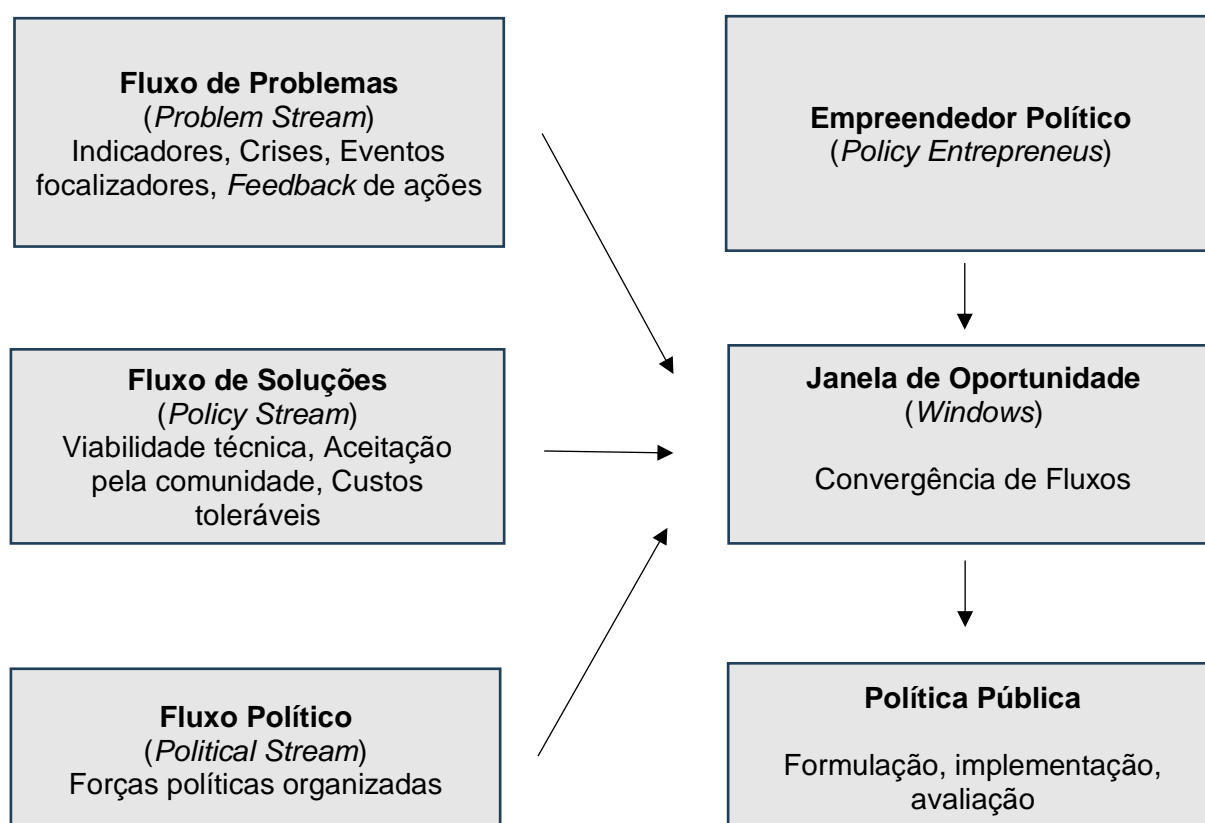 Fluxo de Problemas
(Problem Stream)
Indicadores, Crises, Eventos
focalizadores, Feedback de ações
Empreendedor Político
(Policy Entrepreneus)
Fluxo de Soluções
(Policy Stream)
Viabilidade técnica, Aceitação
pela comunidade, Custos
toleráveis
Janela de Oportunidade
(Windows)
Convergência de Fluxos
Fluxo Político
(Political Stream)
Forças políticas organizadas
Política Pública
Formulação, implementação,
avaliação